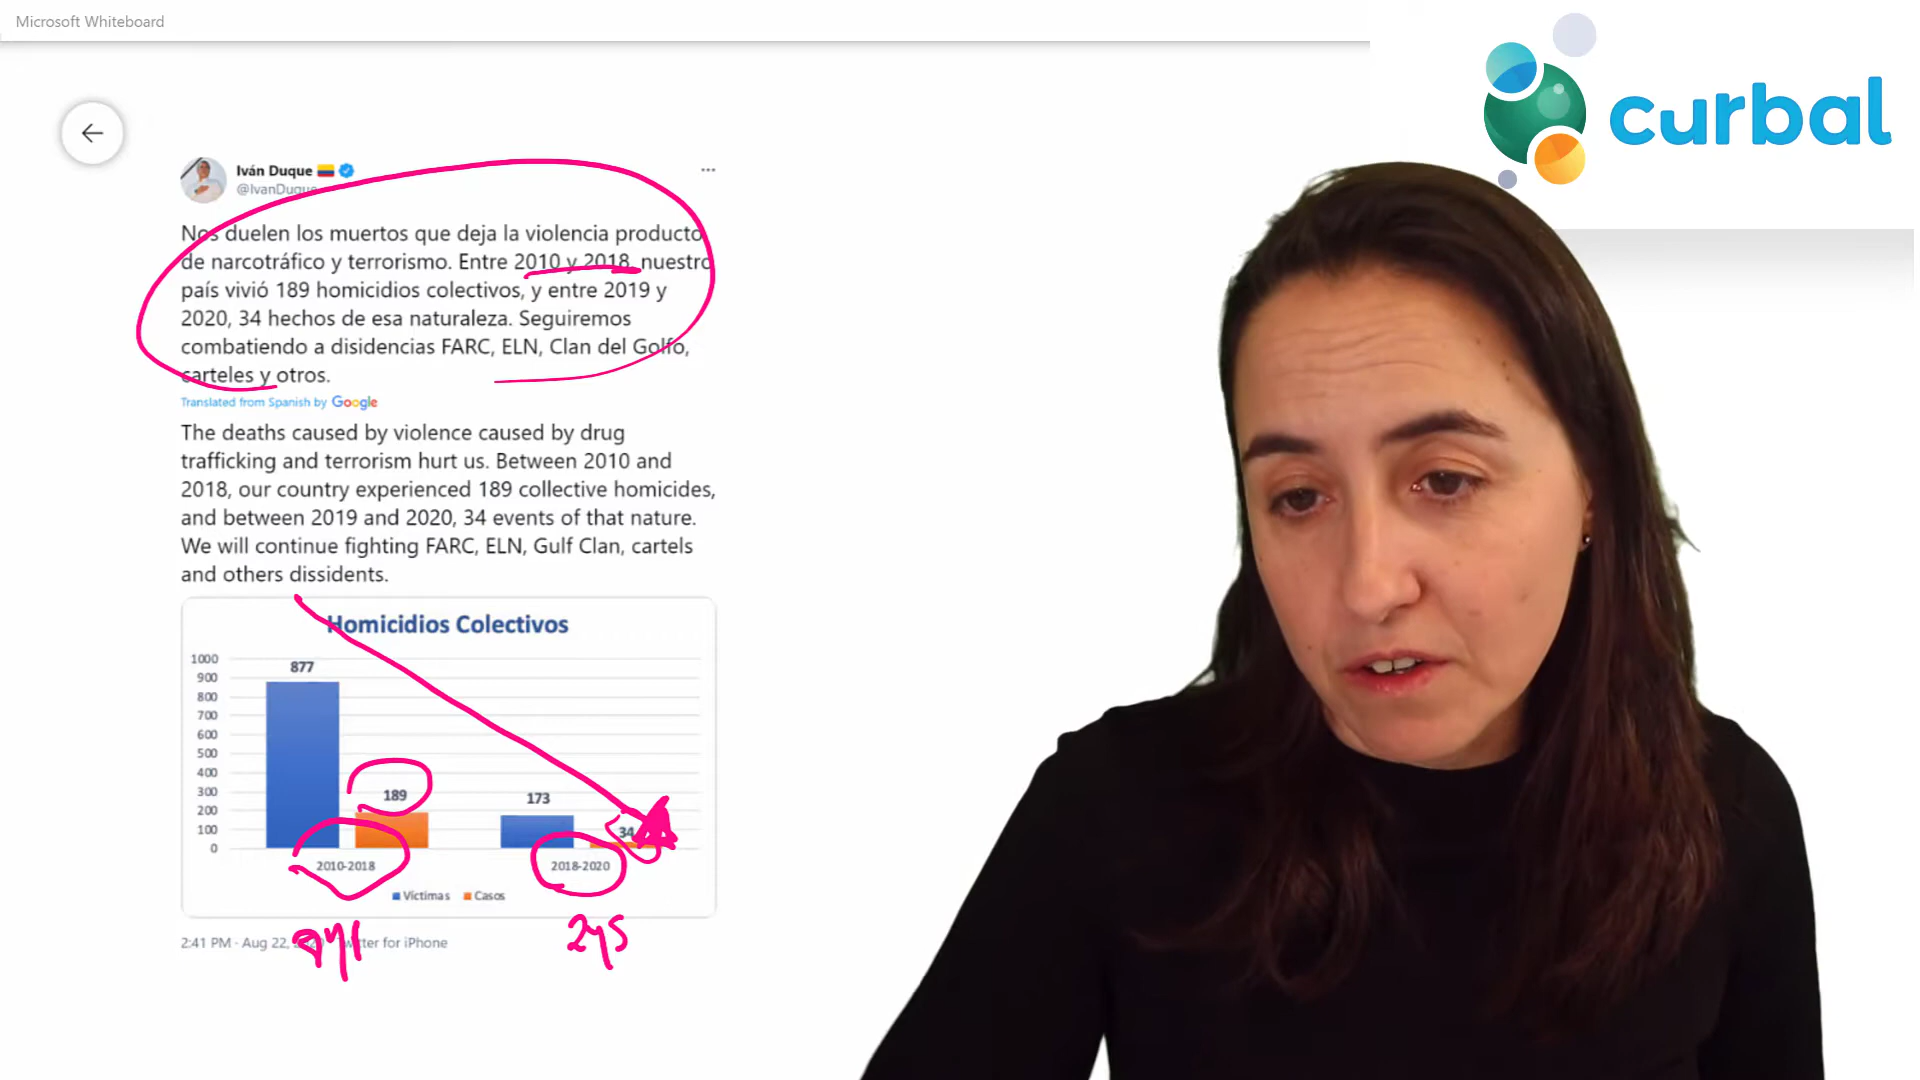 Microsoft Whiteboard
curbal
Iván Duque
@IvanDuque
Nos duelen los muertos que deja la violencia producto
de narcotráfico y terrorismo. Entre 2010 y 2018, nuestro
país vivió 189 homicidios colectivos, y entre 2019 y
2020, 34 hechos de esa naturaleza. Seguiremos
combatiendo a disidencias FARC, ELN, Clan del Golfo,
carteles y otros.
Translated from Spanish by Google
The deaths caused by violence caused by drug
trafficking and terrorism hurt us. Between 2010 and
2018, our country experienced 189 collective homicides,
and between 2019 and 2020, 34 events of that nature.
We will continue fighting FARC, ELN, Gulf Clan, cartels
and others dissidents.
Homicidios Colectivos
1000
900
800
700
600
500
400
300
200
100
0
877
189
173
34
2010-2018
2018-2020
Víctimas
Casos
2ys
2:41 PM · Aug 22, for iPhone